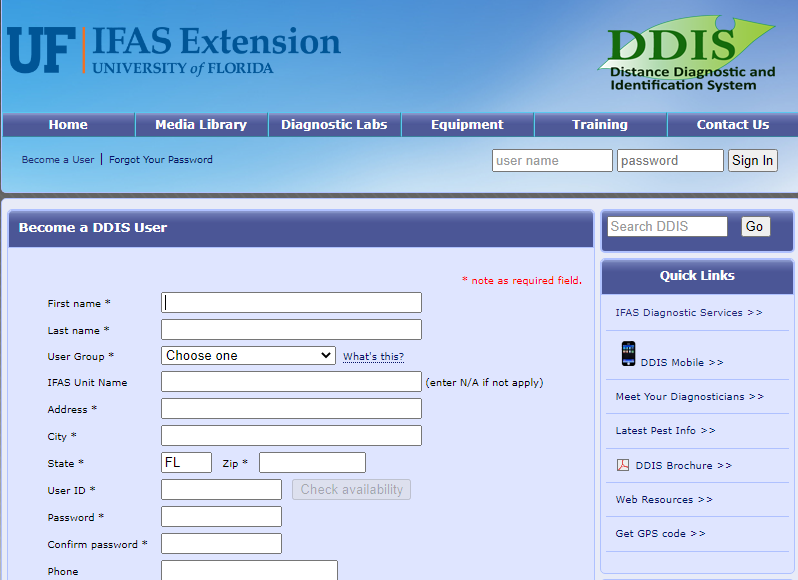 UF IFAS Extension
UNIVERSITY of FLORIDA
DDIS
Distance Diagnostic and
Identification System
Home Media Library Diagnostic Labs Equipment Training Contact Us
Become a User | Forgot Your Password user name password Sign In
Become a DDIS User
* note as required field.
First name *
Last name *
User Group * Choose one What's this?
IFAS Unit Name (enter N/A if not apply)
Address *
City *
State * FL Zip *
User ID * Check availability
Password *
Confirm password *
Phone
Search DDIS Go
Quick Links
IFAS Diagnostic Services >>
DDIS Mobile >>
Meet Your Diagnosticians >>
Latest Pest Info >>
DDIS Brochure >>
Web Resources >>
Get GPS code >>